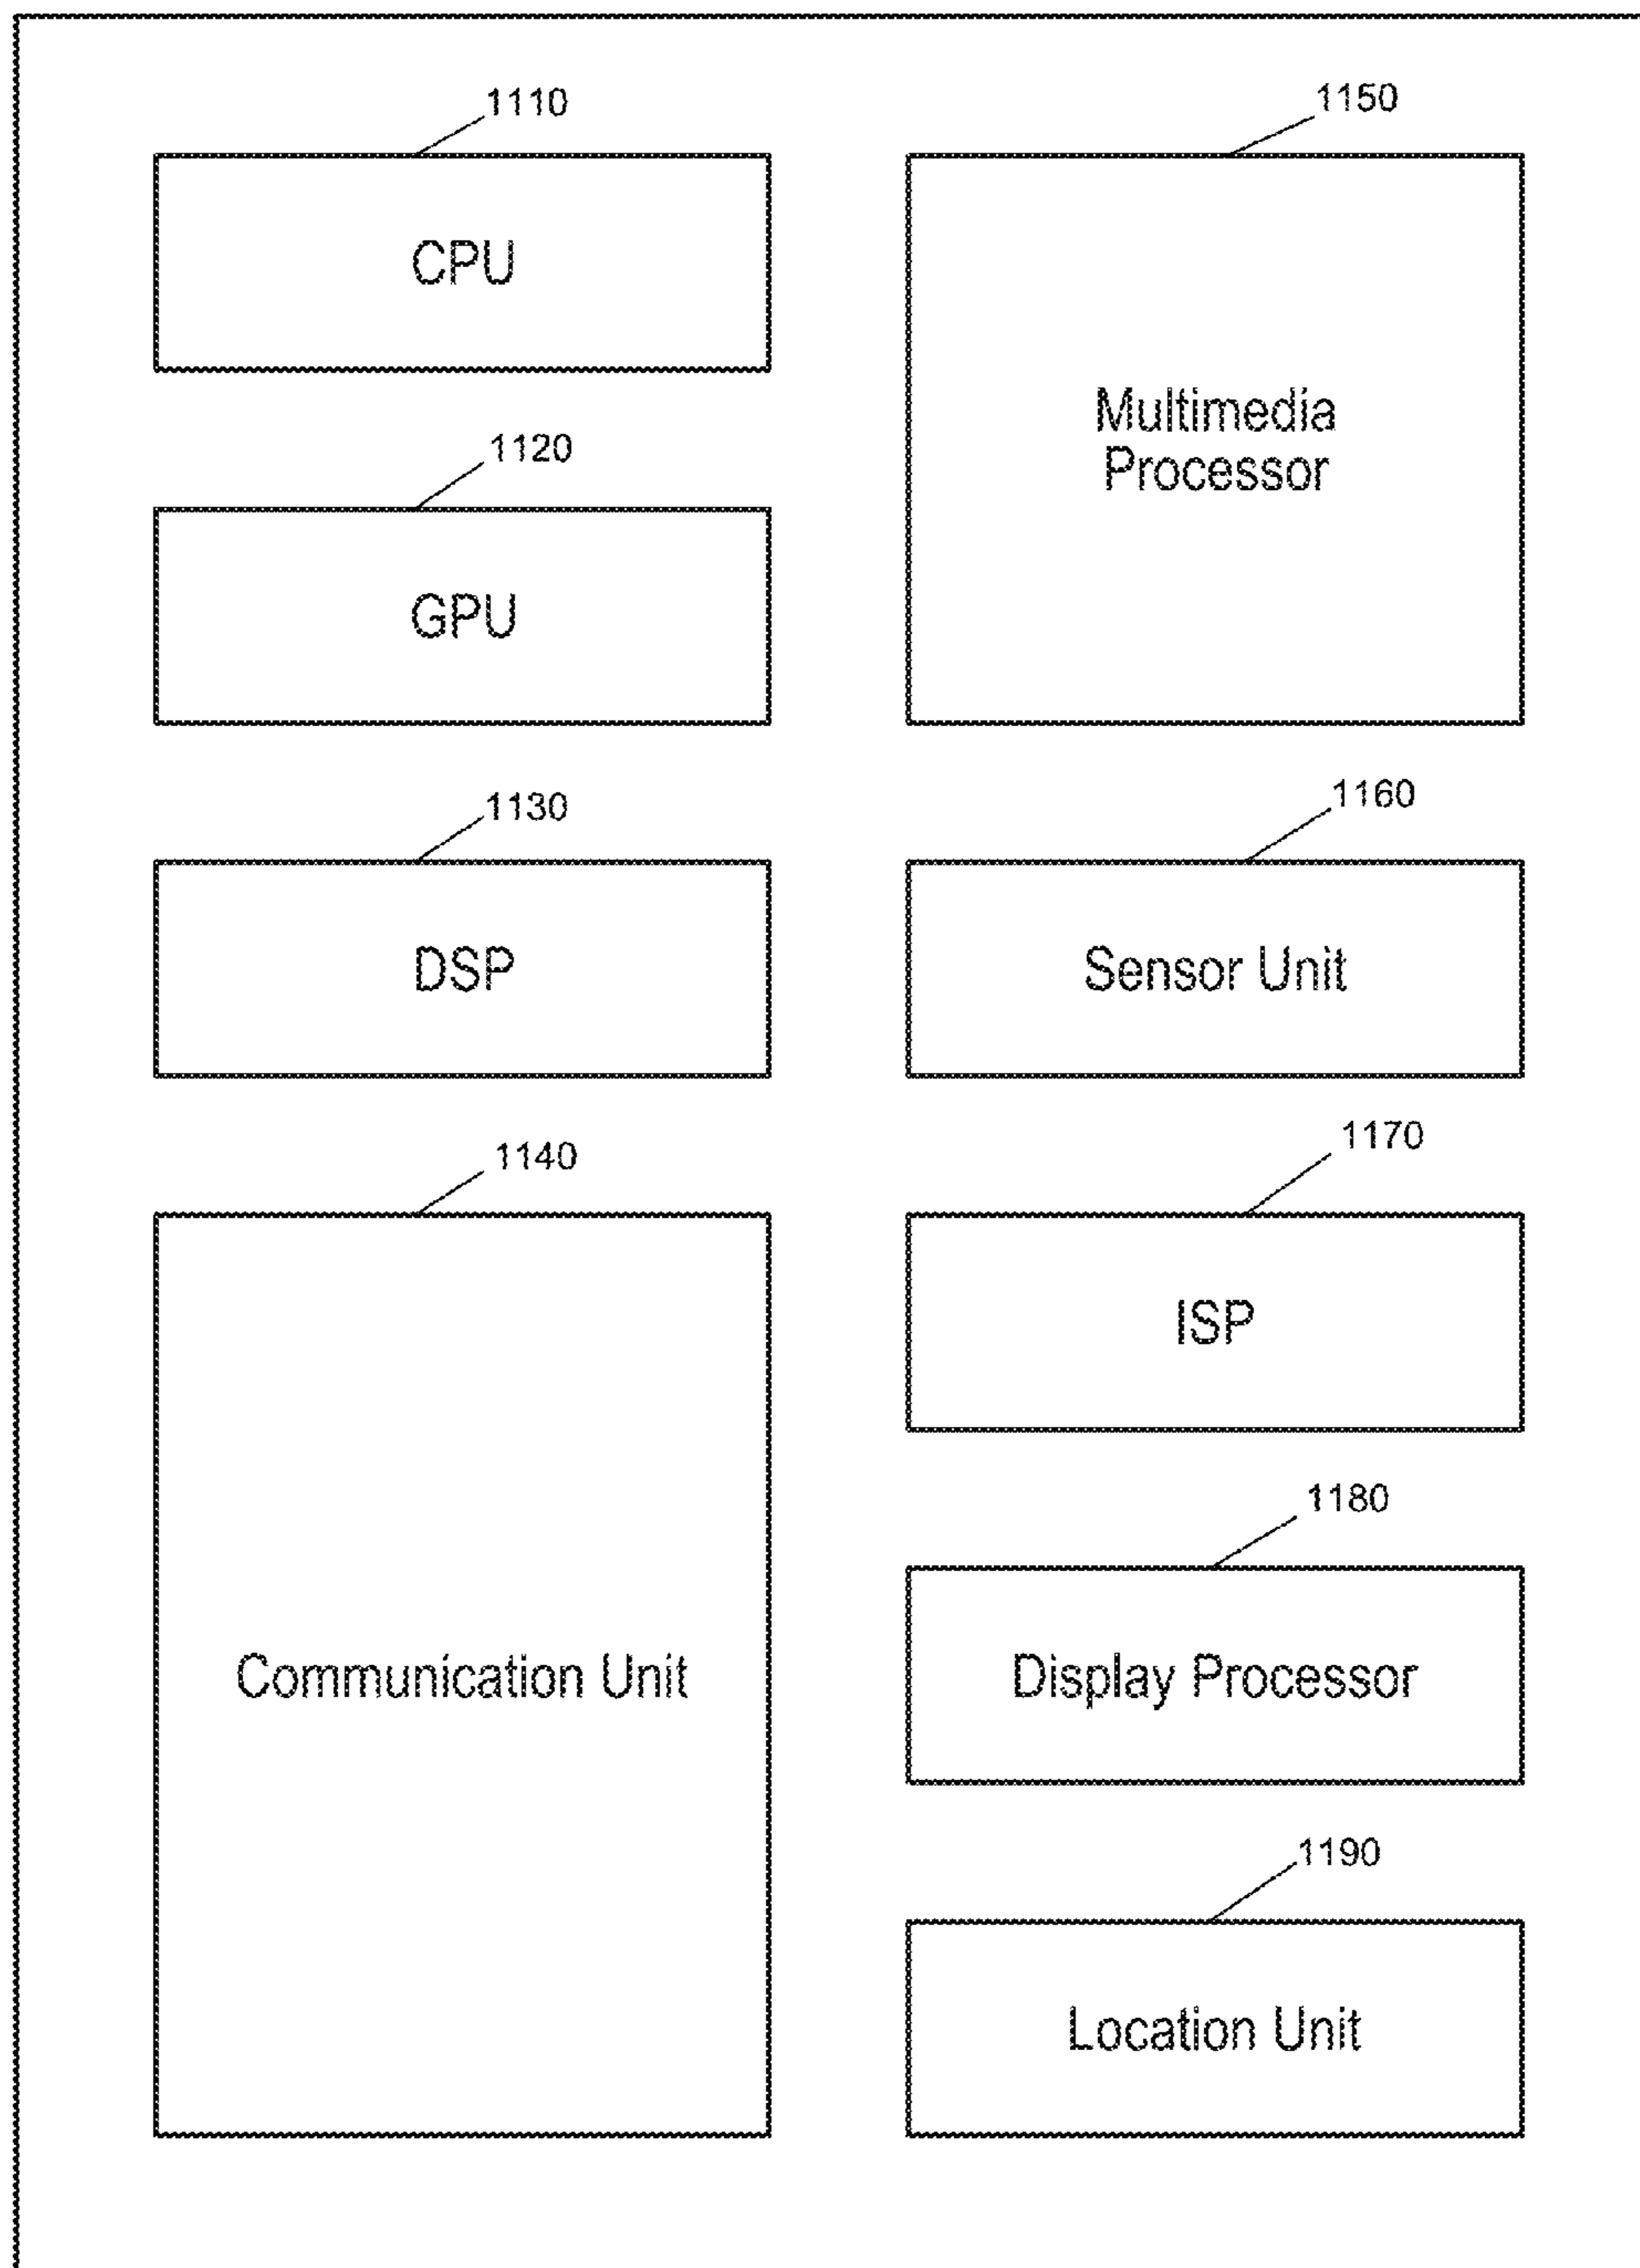 1110
CPU
1120
GPU
1130
DSP
1140
Communication Unit
1150
Multimedia
Processor
1160
Sensor Unit
1170
ISP
1180
Display Processor
1190
Location Unit